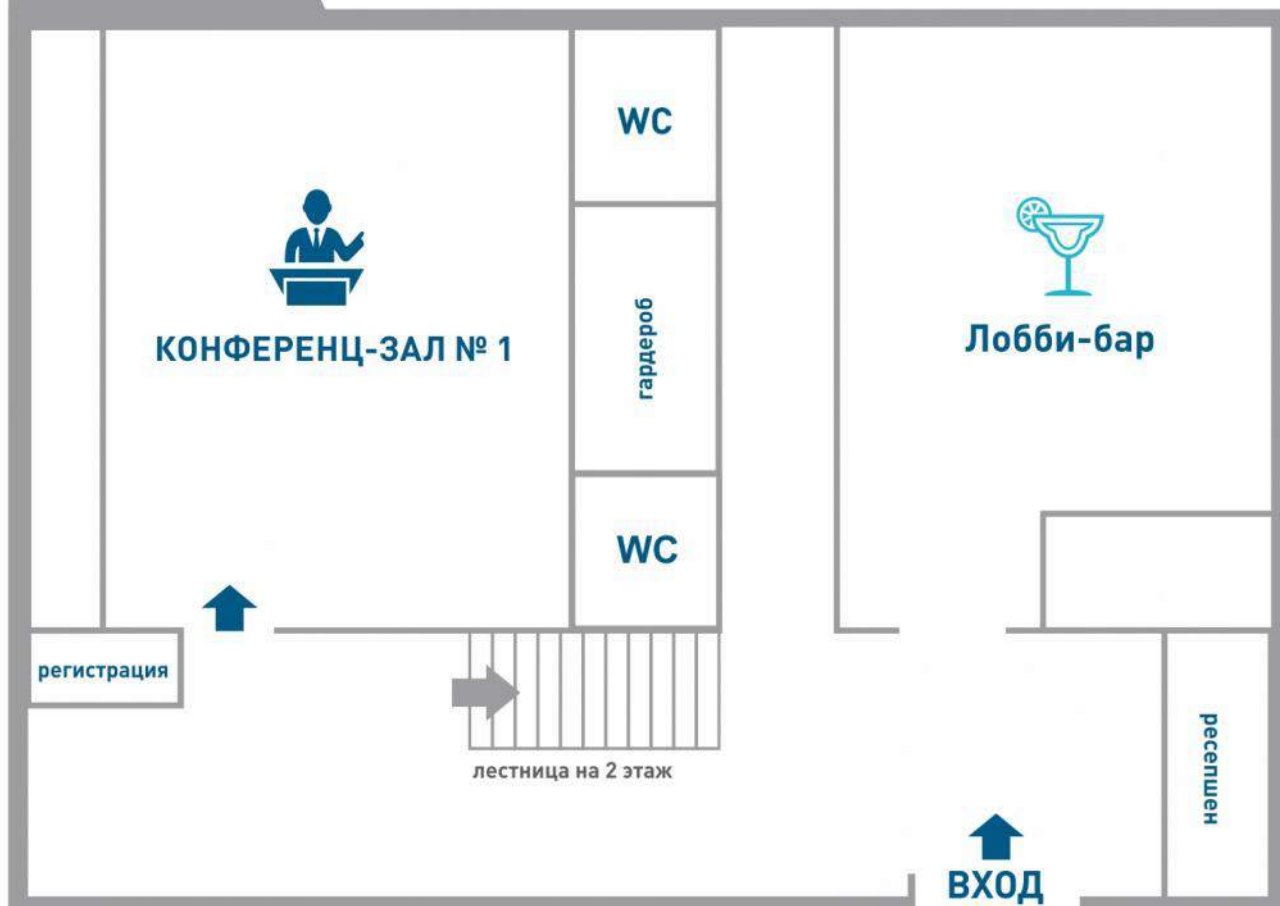 WC
КОНФЕРЕНЦ-ЗАЛ № 1
гардероб
Лобби-бар
WC
регистрация
лестница на 2 этаж
ресепшен
ВХОД